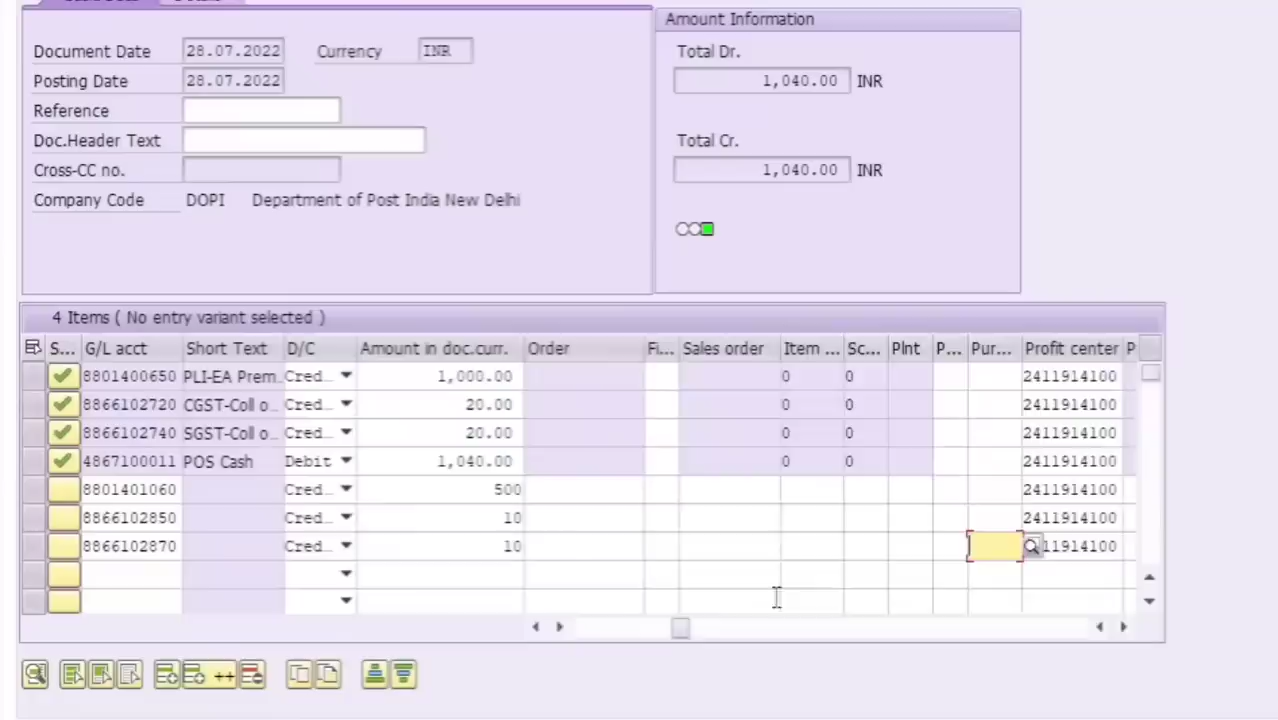 Amount Information
Document Date 28.07.2022 Currency INR
Total Dr.
Posting Date 28.07.2022
1,040.00 INR
Reference
Doc.Header Text
Total Cr.
Cross-CC no.
1,040.00 INR
Company Code DOPI Department of Post India New Delhi
4 Items ( No entry variant selected )
S... G/L acct Short Text D/C Amount in doc.curr. Order Fi... Sales order Item ... Sc... Plnt P... Pur... Profit center P
8801400650 PLI-EA Prem.. Cred.. 1,000.00 0 0 2411914100
8866102720 CGST-Coll o.. Cred.. 20.00 0 0 2411914100
8866102740 SGST-Coll o.. Cred.. 20.00 0 0 2411914100
4867100011 POS Cash Debit 1,040.00 0 0 2411914100
8801401060 Cred.. 500 2411914100
8866102850 Cred.. 10 2411914100
8866102870 Cred.. 10 11914100